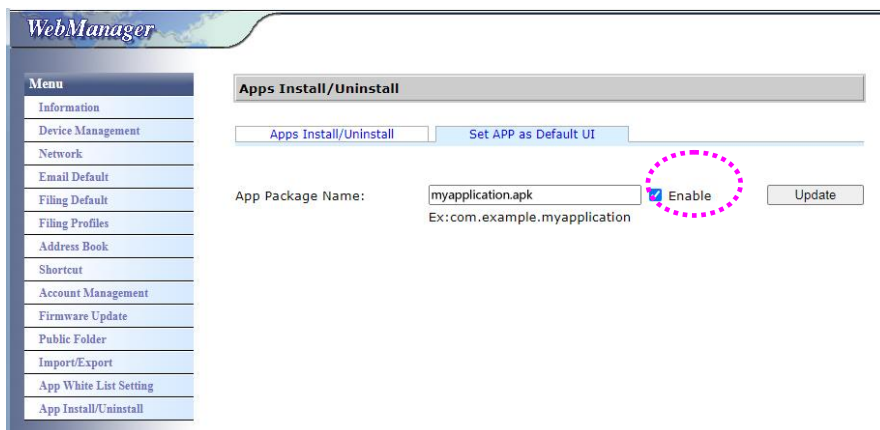 WebManager
Menu
Information
Device Management
Network
Email Default
Filing Default
Filing Profiles
Address Book
Shortcut
Account Management
Firmware Update
Public Folder
Import/Export
App White List Setting
App Install/Uninstall
Apps Install/Uninstall
Apps Install/Uninstall Set APP as Default UI
App Package Name: myapplication.apk Enable Update
Ex:com.example.myapplication